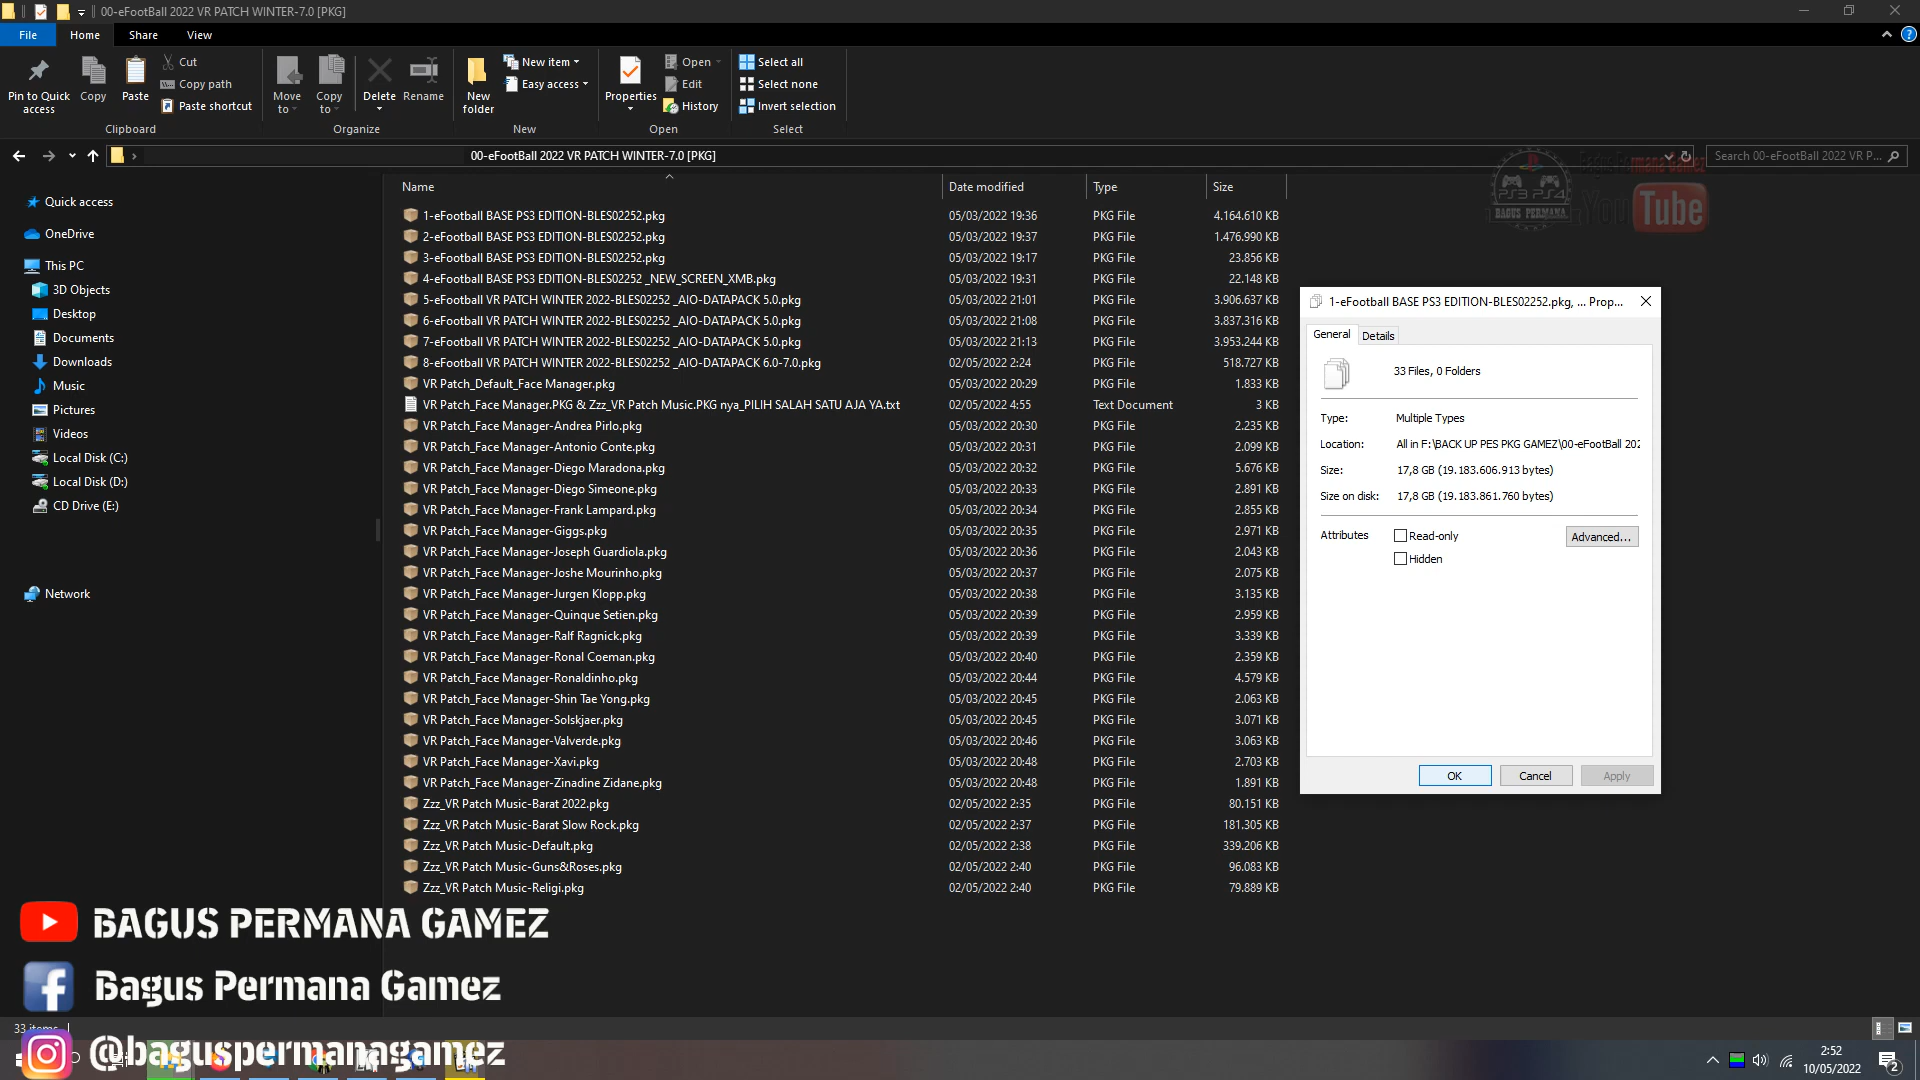 00-eFootBall 2022 VR PATCH WINTER-7.0 [PKG]
File Home Share View
Pin to Quick access
Copy
Paste
Cut
Copy path
Paste shortcut
Move to
Copy to
Delete
Rename
New folder
New item
Easy access
Properties
Open
Edit
History
Select all
Select none
Invert selection
Clipboard Organize New Open Select
00-eFootBall 2022 VR PATCH WINTER-7.0 [PKG]
Search 00-eFootBall 2022 VR P...
BAGUS PERMANA
YouTube
Quick access
OneDrive
This PC
3D Objects
Desktop
Documents
Downloads
Music
Pictures
Videos
Local Disk (C:)
Local Disk (D:)
CD Drive (E:)
Network
Name Date modified Type Size
1-eFootball BASE PS3 EDITION-BLES02252.pkg 05/03/2022 19:36 PKG File 4.164.610 KB
2-eFootball BASE PS3 EDITION-BLES02252.pkg 05/03/2022 19:37 PKG File 1.476.990 KB
3-eFootball BASE PS3 EDITION-BLES02252.pkg 05/03/2022 19:17 PKG File 23.856 KB
4-eFootball BASE PS3 EDITION-BLES02252 _NEW_SCREEN_XMB.pkg 05/03/2022 19:31 PKG File 22.148 KB
5-eFootball VR PATCH WINTER 2022-BLES02252 _AIO-DATAPACK 5.0.pkg 05/03/2022 21:01 PKG File 3.906.637 KB
6-eFootball VR PATCH WINTER 2022-BLES02252 _AIO-DATAPACK 5.0.pkg 05/03/2022 21:08 PKG File 3.837.316 KB
7-eFootball VR PATCH WINTER 2022-BLES02252 _AIO-DATAPACK 5.0.pkg 05/03/2022 21:13 PKG File 3.953.244 KB
8-eFootball VR PATCH WINTER 2022-BLES02252 _AIO-DATAPACK 6.0-7.0.pkg 02/05/2022 2:24 PKG File 518.727 KB
VR Patch_Default_Face Manager.pkg 05/03/2022 20:29 PKG File 1.833 KB
VR Patch_Face Manager.PKG & Zzz_VR Patch Music.PKG nya_PILIH SALAH SATU AJA YA.txt 02/05/2022 4:55 Text Document 3 KB
VR Patch_Face Manager-Andrea Pirlo.pkg 05/03/2022 20:30 PKG File 2.235 KB
VR Patch_Face Manager-Antonio Conte.pkg 05/03/2022 20:31 PKG File 2.099 KB
VR Patch_Face Manager-Diego Maradona.pkg 05/03/2022 20:32 PKG File 5.676 KB
VR Patch_Face Manager-Diego Simeone.pkg 05/03/2022 20:33 PKG File 2.891 KB
VR Patch_Face Manager-Frank Lampard.pkg 05/03/2022 20:34 PKG File 2.855 KB
VR Patch_Face Manager-Giggs.pkg 05/03/2022 20:35 PKG File 2.971 KB
VR Patch_Face Manager-Joseph Guardiola.pkg 05/03/2022 20:36 PKG File 2.043 KB
VR Patch_Face Manager-Joshe Mourinho.pkg 05/03/2022 20:37 PKG File 2.075 KB
VR Patch_Face Manager-Jurgen Klopp.pkg 05/03/2022 20:38 PKG File 3.135 KB
VR Patch_Face Manager-Quinque Setien.pkg 05/03/2022 20:39 PKG File 2.959 KB
VR Patch_Face Manager-Ralf Ragnick.pkg 05/03/2022 20:39 PKG File 3.339 KB
VR Patch_Face Manager-Ronal Coeman.pkg 05/03/2022 20:40 PKG File 2.359 KB
VR Patch_Face Manager-Ronaldinho.pkg 05/03/2022 20:44 PKG File 4.579 KB
VR Patch_Face Manager-Shin Tae Yong.pkg 05/03/2022 20:45 PKG File 2.063 KB
VR Patch_Face Manager-Solskjaer.pkg 05/03/2022 20:45 PKG File 3.071 KB
VR Patch_Face Manager-Valverde.pkg 05/03/2022 20:46 PKG File 3.063 KB
VR Patch_Face Manager-Xavi.pkg 05/03/2022 20:48 PKG File 2.703 KB
VR Patch_Face Manager-Zinadine Zidane.pkg 05/03/2022 20:48 PKG File 1.891 KB
Zzz_VR Patch Music-Barat 2022.pkg 02/05/2022 2:35 PKG File 80.151 KB
Zzz_VR Patch Music-Barat Slow Rock.pkg 02/05/2022 2:37 PKG File 181.305 KB
Zzz_VR Patch Music-Default.pkg 02/05/2022 2:38 PKG File 339.206 KB
Zzz_VR Patch Music-Guns&Roses.pkg 02/05/2022 2:40 PKG File 96.083 KB
Zzz_VR Patch Music-Religi.pkg 02/05/2022 2:40 PKG File 79.889 KB
1-eFootball BASE PS3 EDITION-BLES02252.pkg, ... Prop...
General Details
33 Files, 0 Folders
Type: Multiple Types
Location: All in F:\BACK UP PES PKG GAMEZ\00-eFootBall 202
Size: 17,8 GB (19.183.606.913 bytes)
Size on disk: 17,8 GB (19.183.861.760 bytes)
Attributes Read-only Advanced...
Hidden
OK Cancel Apply
BAGUS PERMANA GAMEZ
Bagus Permana Gamez
33 items
@baguspermanagamez
2:52
10/05/2022
2